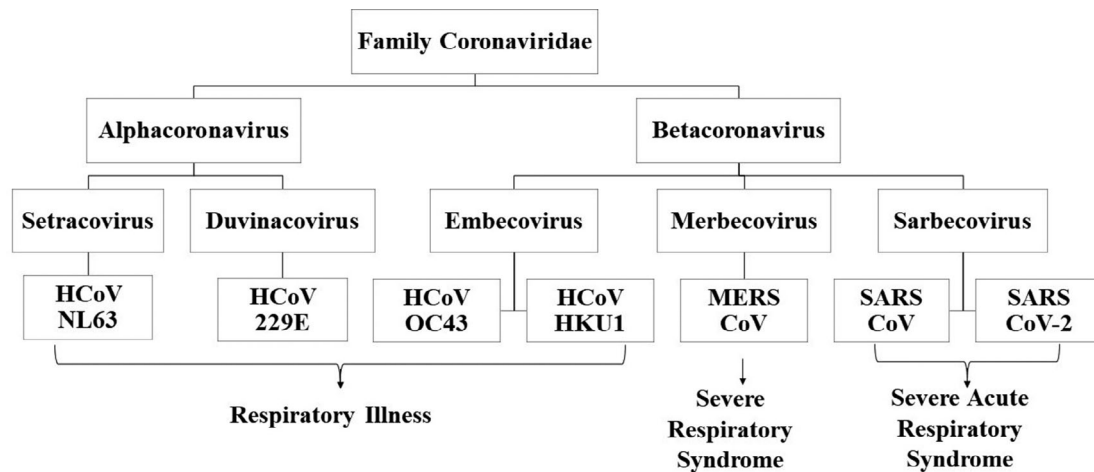 Family Coronaviridae
Alphacoronavirus
Betacoronavirus
Setracovirus
Duvinacovirus
Embecovirus
Merbecovirus
Sarbecovirus
HCoV
NL63
HCoV
229E
HCoV
OC43
HCoV
HKU1
MERS
CoV
SARS
CoV
SARS
CoV-2
Respiratory Illness
Severe
Respiratory
Syndrome
Severe Acute
Respiratory
Syndrome